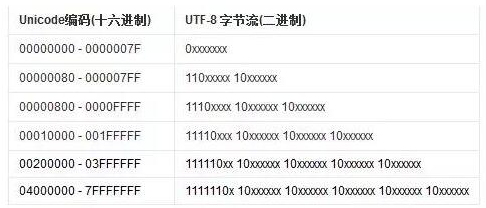 Unicode编码(十六进制) UTF-8 字节流(二进制)
00000000 - 0000007F 0xxxxxxx
00000080 - 000007FF 110xxxxx 10xxxxxx
00000800 - 0000FFFF 1110xxxx 10xxxxxx 10xxxxxx
00010000 - 001FFFFF 11110xxx 10xxxxxx 10xxxxxx 10xxxxxx
00200000 - 03FFFFFF 111110xx 10xxxxxx 10xxxxxx 10xxxxxx 10xxxxxx
04000000 - 7FFFFFFF 1111110x 10xxxxxx 10xxxxxx 10xxxxxx 10xxxxxx 10xxxxxx